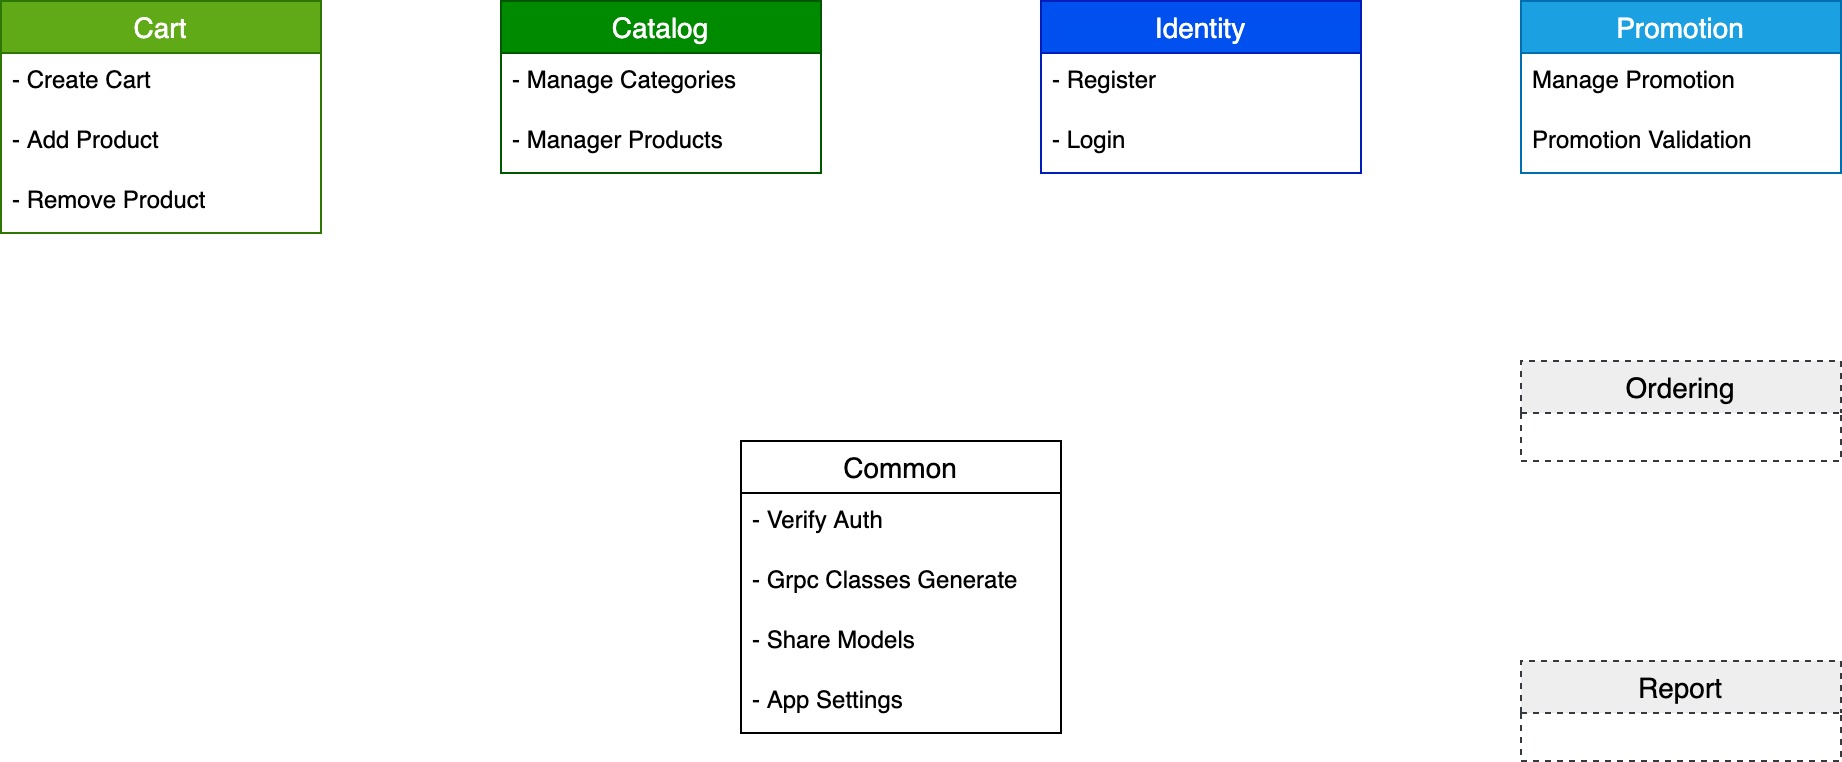 Cart
- Create Cart
- Add Product
- Remove Product
Catalog
- Manage Categories
- Manager Products
Identity
- Register
- Login
Promotion
Manage Promotion
Promotion Validation
Ordering
Common
- Verify Auth
- Grpc Classes Generate
- Share Models
- App Settings
Report